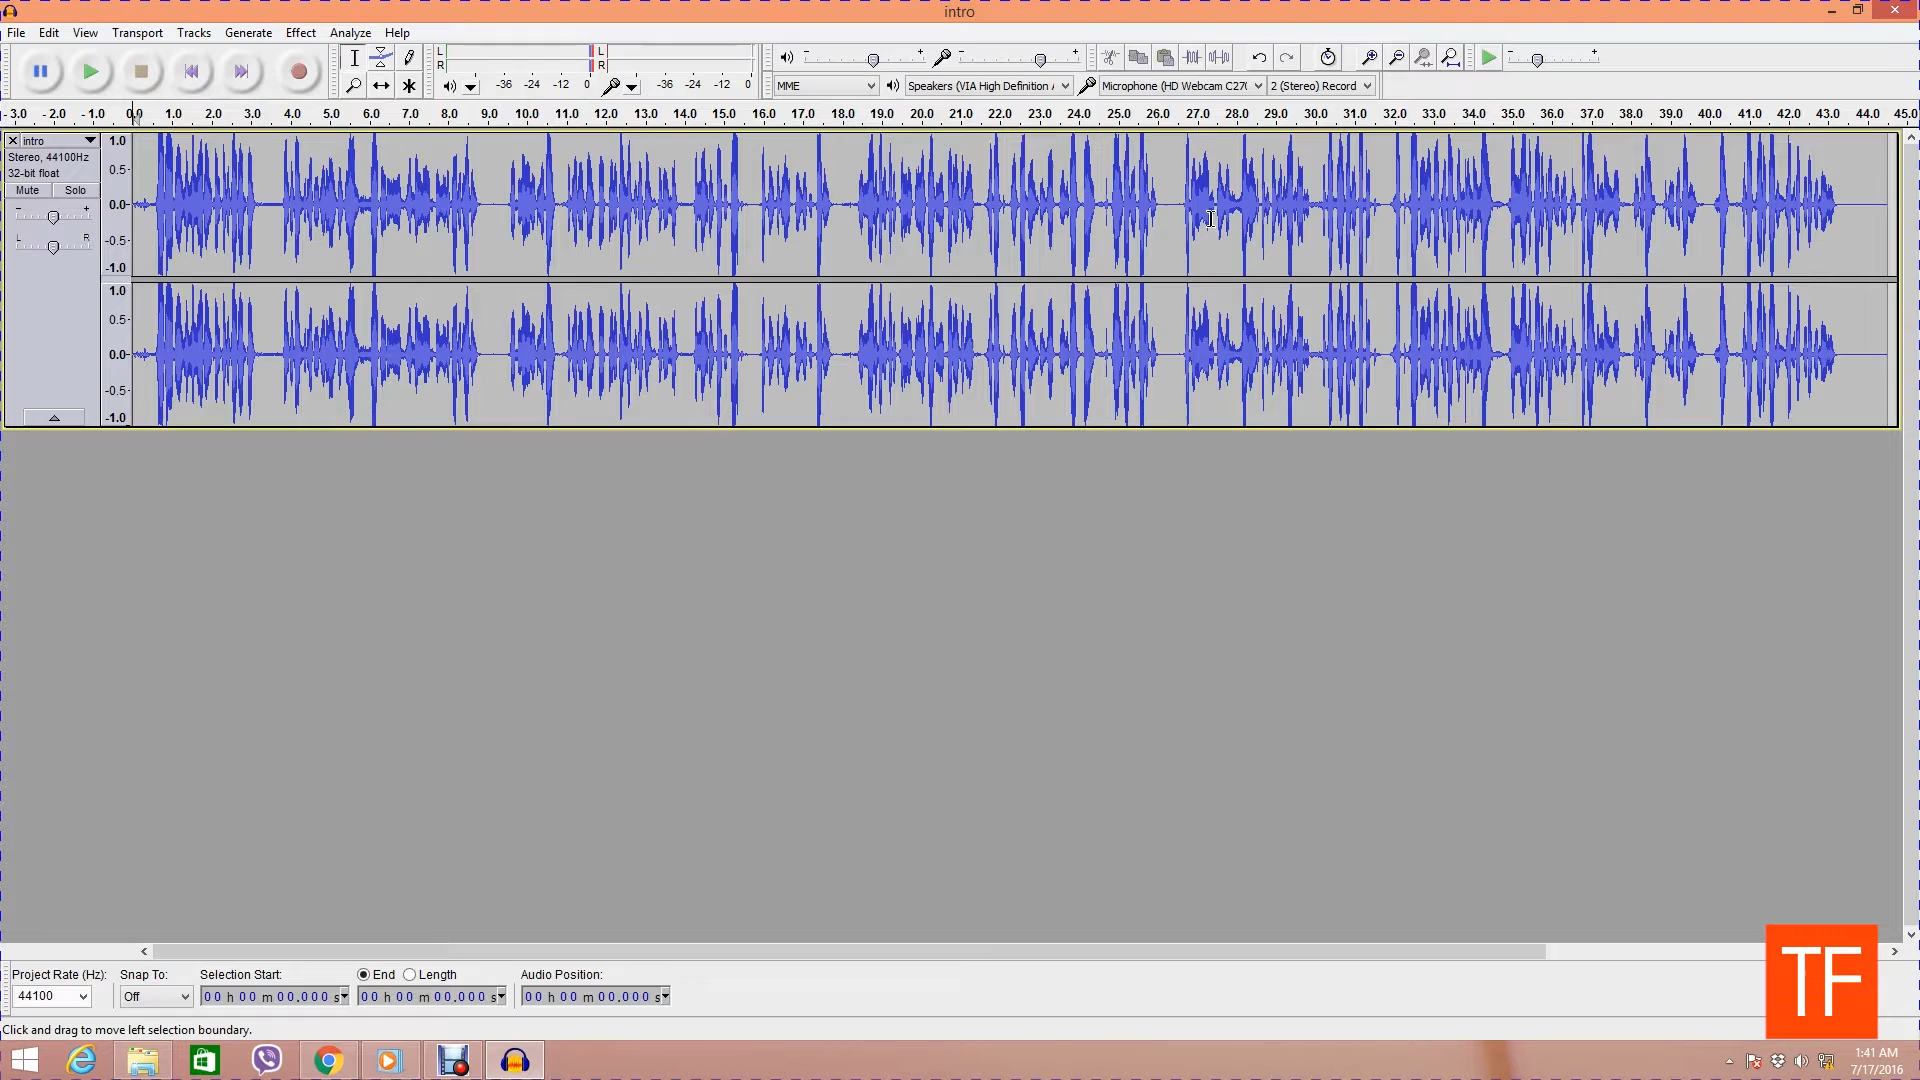 intro
File Edit View Transport Tracks Generate Effect Analyze Help
L
R
-36 -24 -12 0
L
R
-36 -24 -12 0
MME
Speakers (VIA High Definition
Microphone (HD Webcam C27
2 (Stereo) Record
- 3.0 - 2.0 - 1.0 0.0 1.0 2.0 3.0 4.0 5.0 6.0 7.0 8.0 9.0 10.0 11.0 12.0 13.0 14.0 15.0 16.0 17.0 18.0 19.0 20.0 21.0 22.0 23.0 24.0 25.0 26.0 27.0 28.0 29.0 30.0 31.0 32.0 33.0 34.0 35.0 36.0 37.0 38.0 39.0 40.0 41.0 42.0 43.0 44.0 45.0
intro
Stereo, 44100Hz
32-bit float
Mute Solo
- +
L R
1.0
0.5-
0.0-
-0.5-
-1.0
1.0
0.5-
0.0-
-0.5-
-1.0
Project Rate (Hz): Snap To: Selection Start: End Length Audio Position:
44100 Off 00 h 00 m 00.000 s 00 h 00 m 00.000 s 00 h 00 m 00.000 s
Click and drag to move left selection boundary.
TF
1:41 AM
7/17/2016